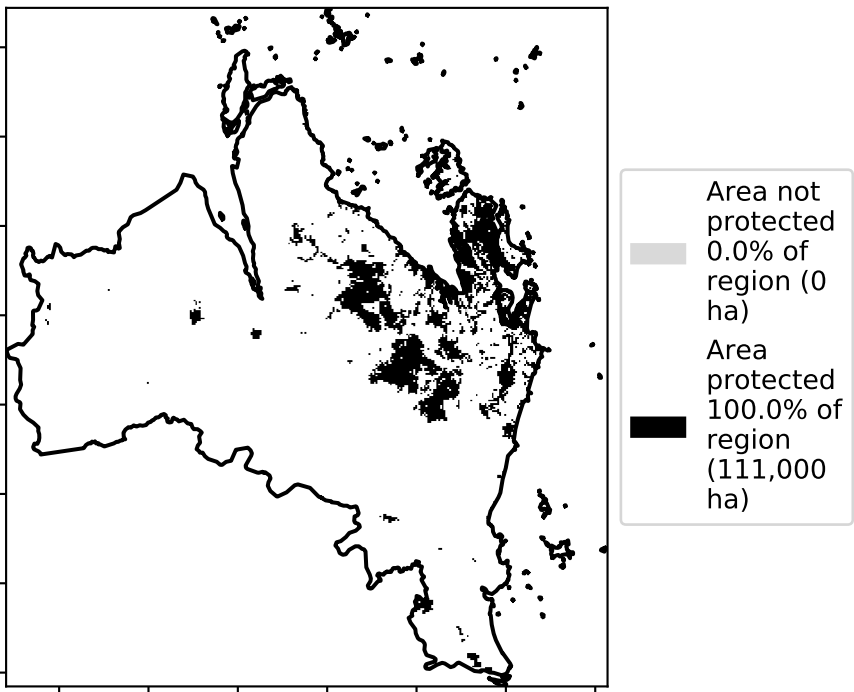 Area not
protected
0.0% of
region (0
ha)
Area
protected
100.0% of
region
(111,000
ha)